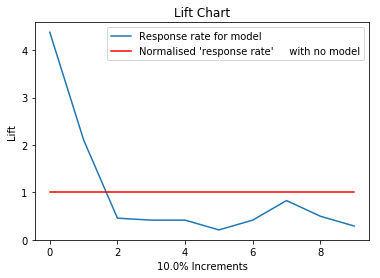 Lift Chart
Response rate for model
Normalised 'response rate'     with no model
Lift
4
3
2
1
0
0 2 4 6 8
10.0% Increments